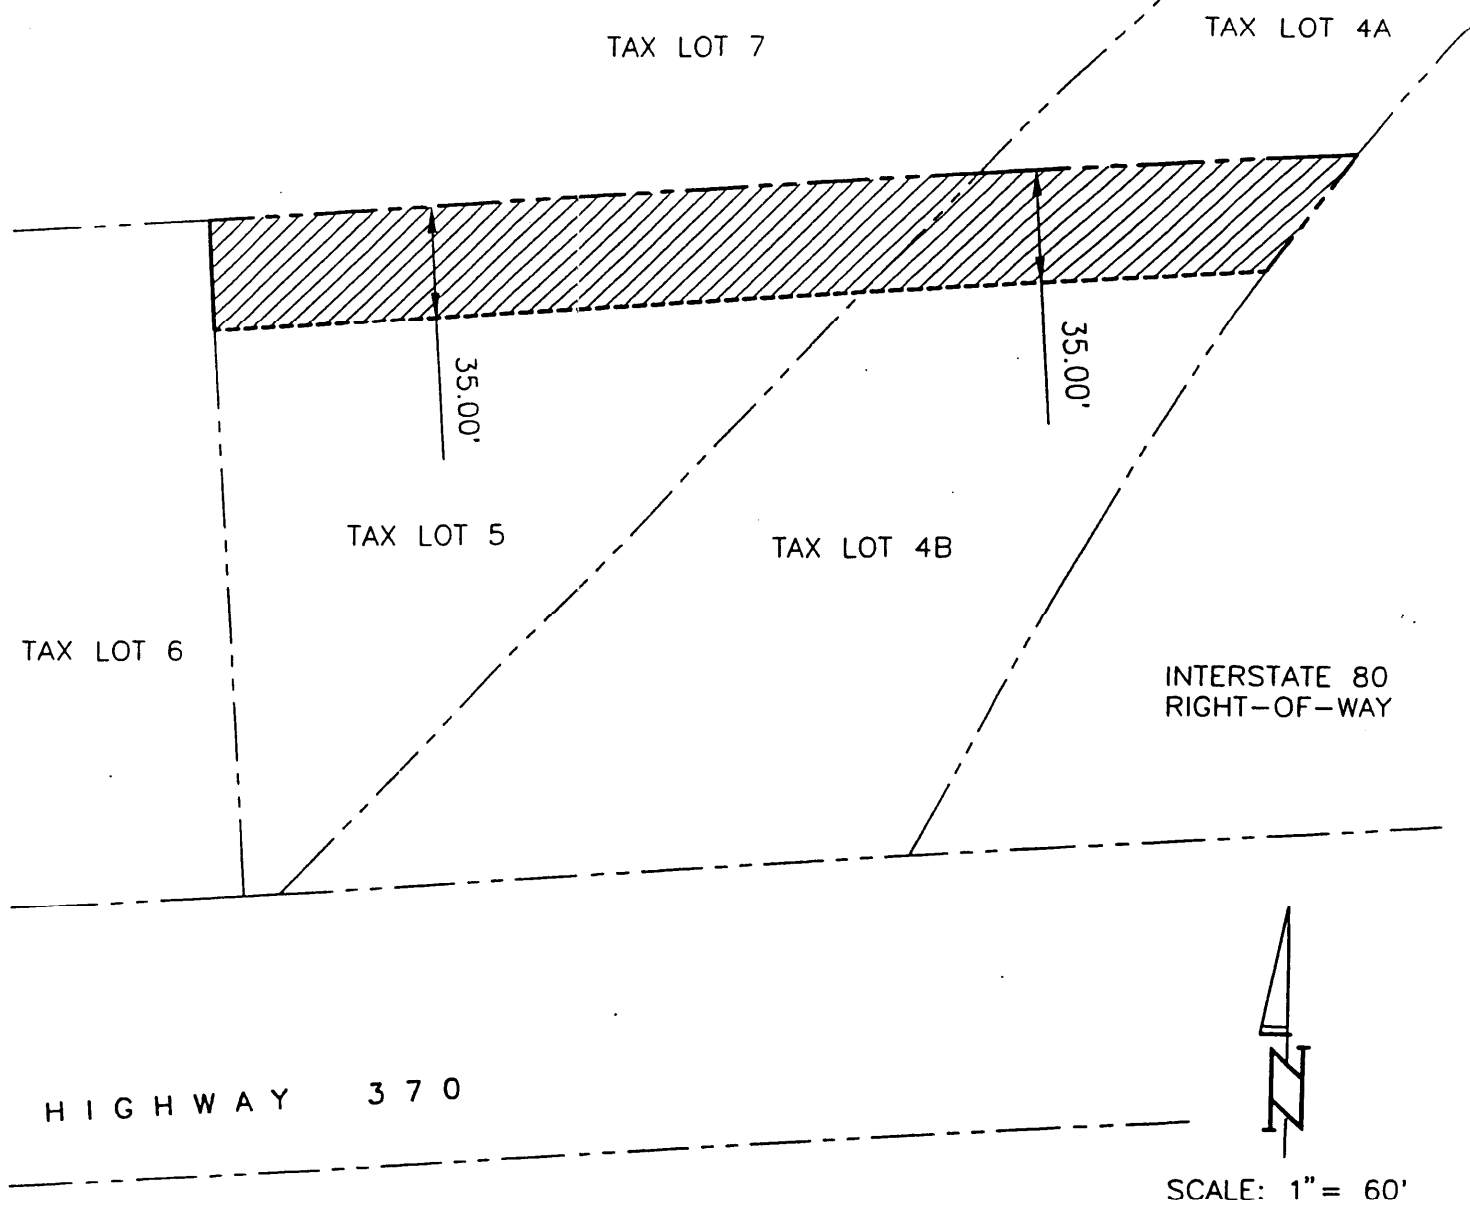 TAX LOT 7
TAX LOT 4A
35.00'
35.00'
TAX LOT 5
TAX LOT 4B
TAX LOT 6
INTERSTATE 80
RIGHT-OF-WAY
HIGHWAY 370
N
SCALE: 1"= 60'